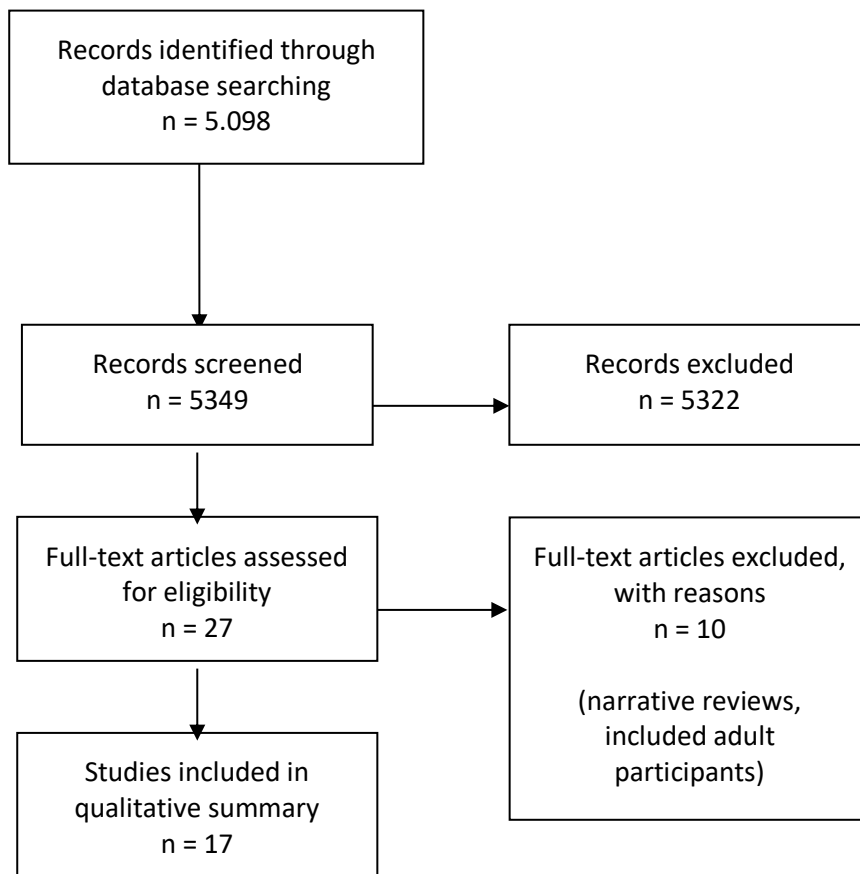 Records identified through
database searching
n = 5.098
Records screened
n = 5349
Records excluded
n = 5322
Full-text articles assessed
for eligibility
n = 27
Full-text articles excluded,
with reasons
n = 10
(narrative reviews,
included adult
participants)
Studies included in
qualitative summary
n = 17